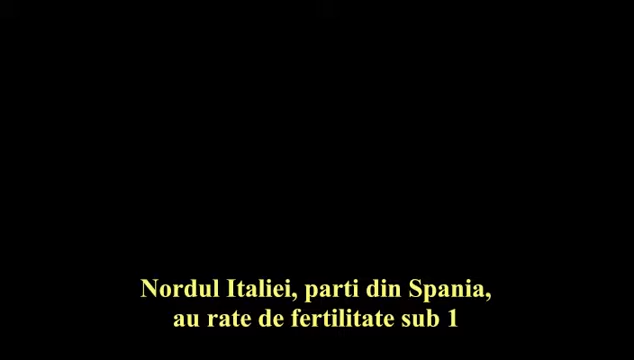 Nordul Italiei, parti din Spania,
au rate de fertilitate sub 1